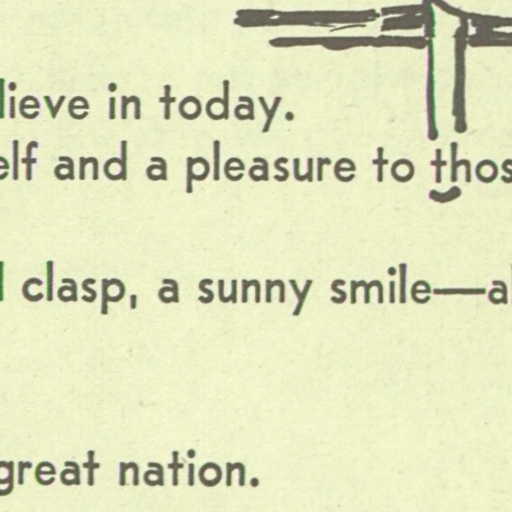 lieve in today.
elf and a pleasure to thos
clasp, a sunny smile—a
great nation.